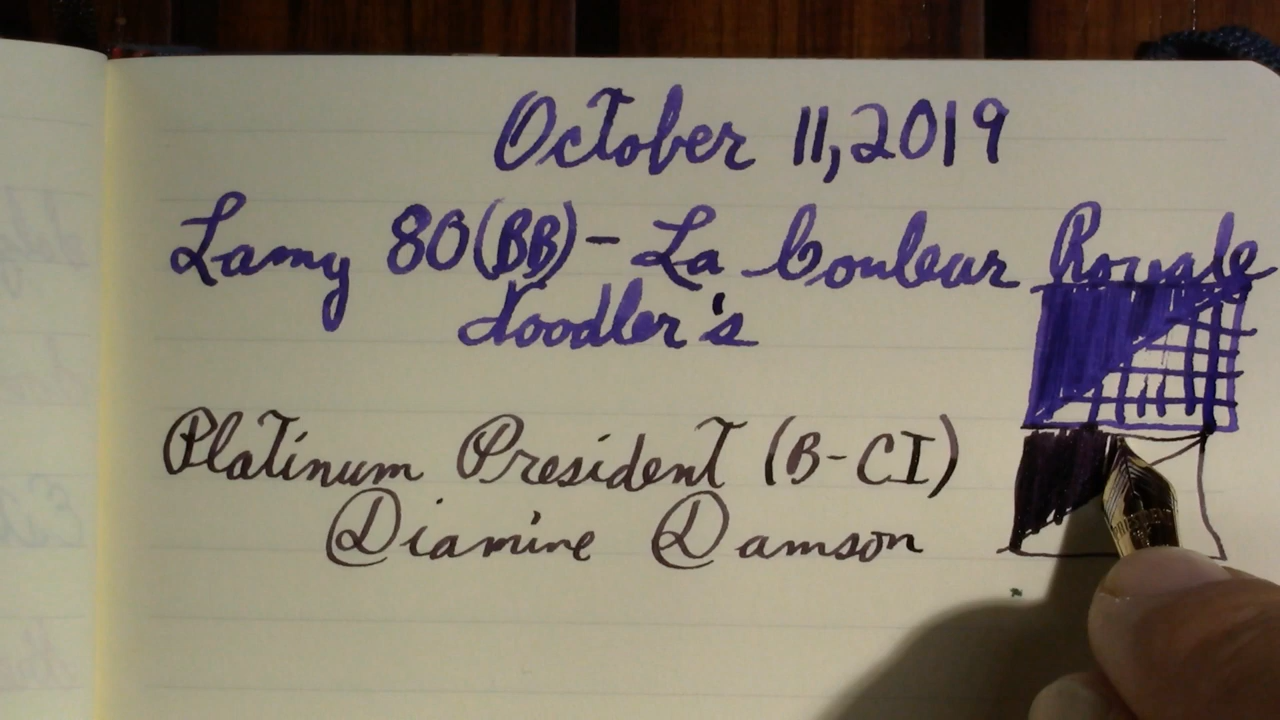 October 11, 2019
Lamy 80 (BB) - La Couleur Royale
Noodler's
Platinum President (B-CI)
Diamine Damson